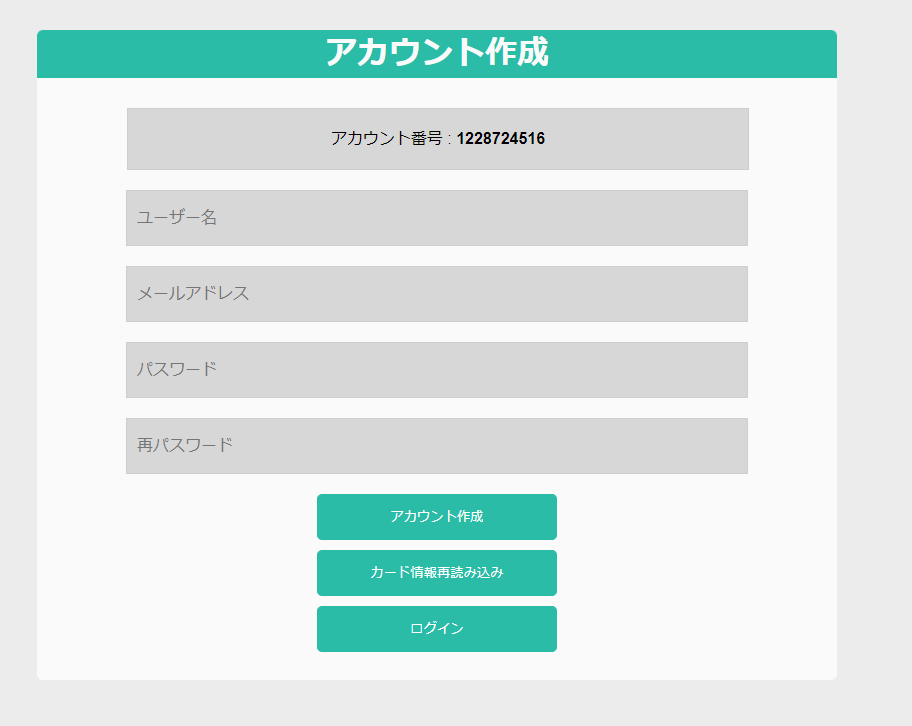 アカウント作成
アカウント番号 : 1228724516
ユーザー名
メールアドレス
パスワード
再パスワード
アカウント作成
カード情報再読み込み
ログイン